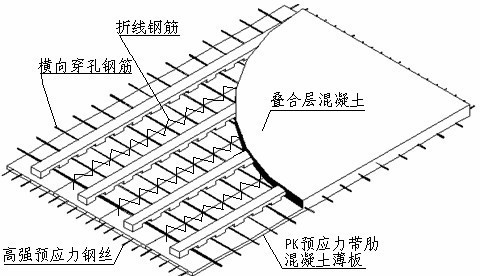 折线钢筋
横向穿孔钢筋
叠合层混凝土
高强预应力钢丝
PK预应力带肋
混凝土薄板